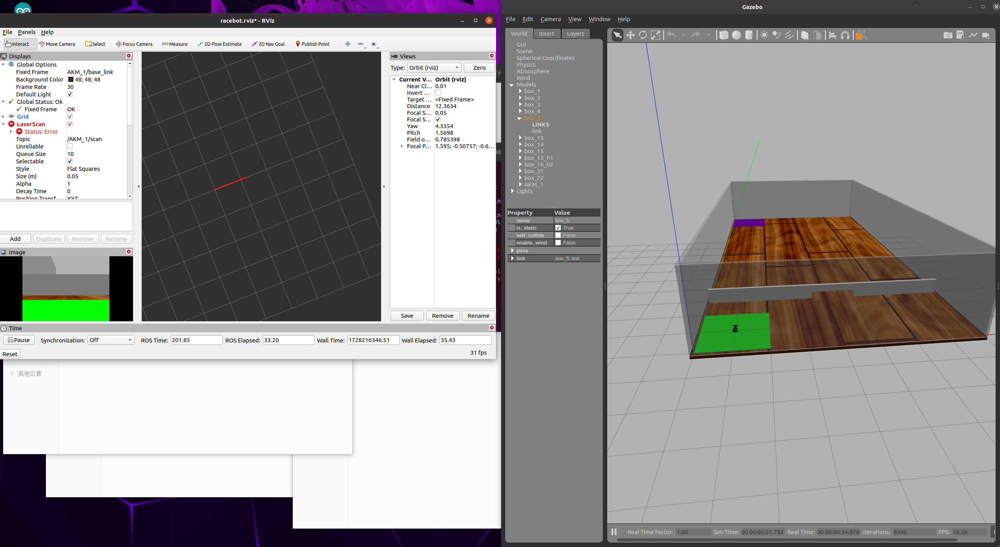 racebot.rviz* - RViz
File Panels Help
Interact Move Camera Select Focus Camera Measure 2D Pose Estimate 2D Nav Goal Publish Point
Displays
Global Options
Fixed Frame AKM_1/base_link
Background Color 48; 48; 48
Frame Rate 30
Default Light
Global Status: Ok
Fixed Frame OK
Grid
LaserScan
Status: Error
Topic /AKM_1/scan
Unreliable
Queue Size 10
Selectable
Style Flat Squares
Size (m) 0.05
Alpha 1
Decay Time 0
Position Transf XYZ
Add Duplicate Remove Rename
Image
Views
Type: Orbit (rviz) Zero
Current V... Orbit (rviz)
Near Cl... 0.01
Invert ...
Target ... <Fixed Frame>
Distance 12.3634
Focal S... 0.05
Focal S...
Yaw 4.3354
Pitch 1.5698
Field o... 0.785398
Focal P... 1.595; -0.50757; -0.6...
Save Remove Rename
Time
Pause Synchronization: Off ROS Time: 201.85 ROS Elapsed: 33.20 Wall Time: 1728216346.51 Wall Elapsed: 35.43
Reset 31 fps
+ 其他位置
Gazebo
File Edit Camera View Window Help
World Insert Layers
LOG
GUI
Scene
Spherical Coordinates
Physics
Atmosphere
Wind
Models
box_1
box_2
box_3
box_4
box_5
LINKS
link
box_13
box_14
box_15
box_15_h1
box_15_h2
box_21
box_22
AKM_1
Lights
Property Value
name box_5
is_static True
self_collide False
enable_wind False
pose
link box_5::link
Real Time Factor: 1.00 Sim Time: 00 00:03:21.732 Real Time: 00 00:00:34.878 Iterations: 8346 FPS: 18.38